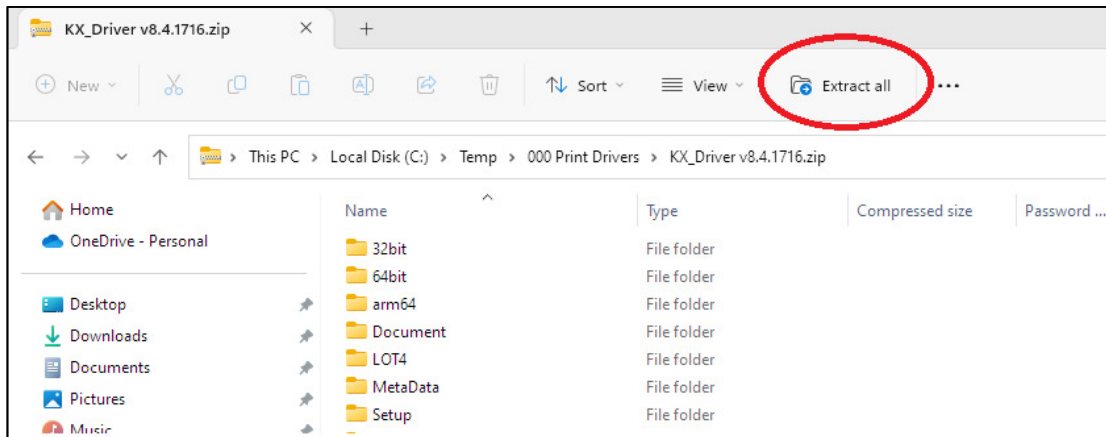 KX_Driver v8.4.1716.zip
New Sort View Extract all ...
This PC > Local Disk (C:) > Temp > 000 Print Drivers > KX_Driver v8.4.1716.zip
Home
OneDrive - Personal
Desktop
Downloads
Documents
Pictures
Music
Name Type Compressed size Password ...
32bit File folder
64bit File folder
arm64 File folder
Document File folder
LOT4 File folder
MetaData File folder
Setup File folder